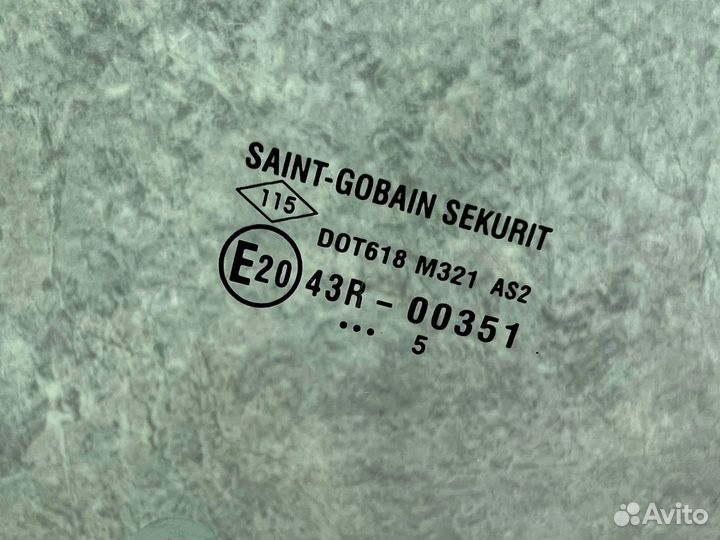 SAINT-GOBAIN SEKURIT
115
DOT618 M321 AS2
E20 43R - 00351
... 5
Avito